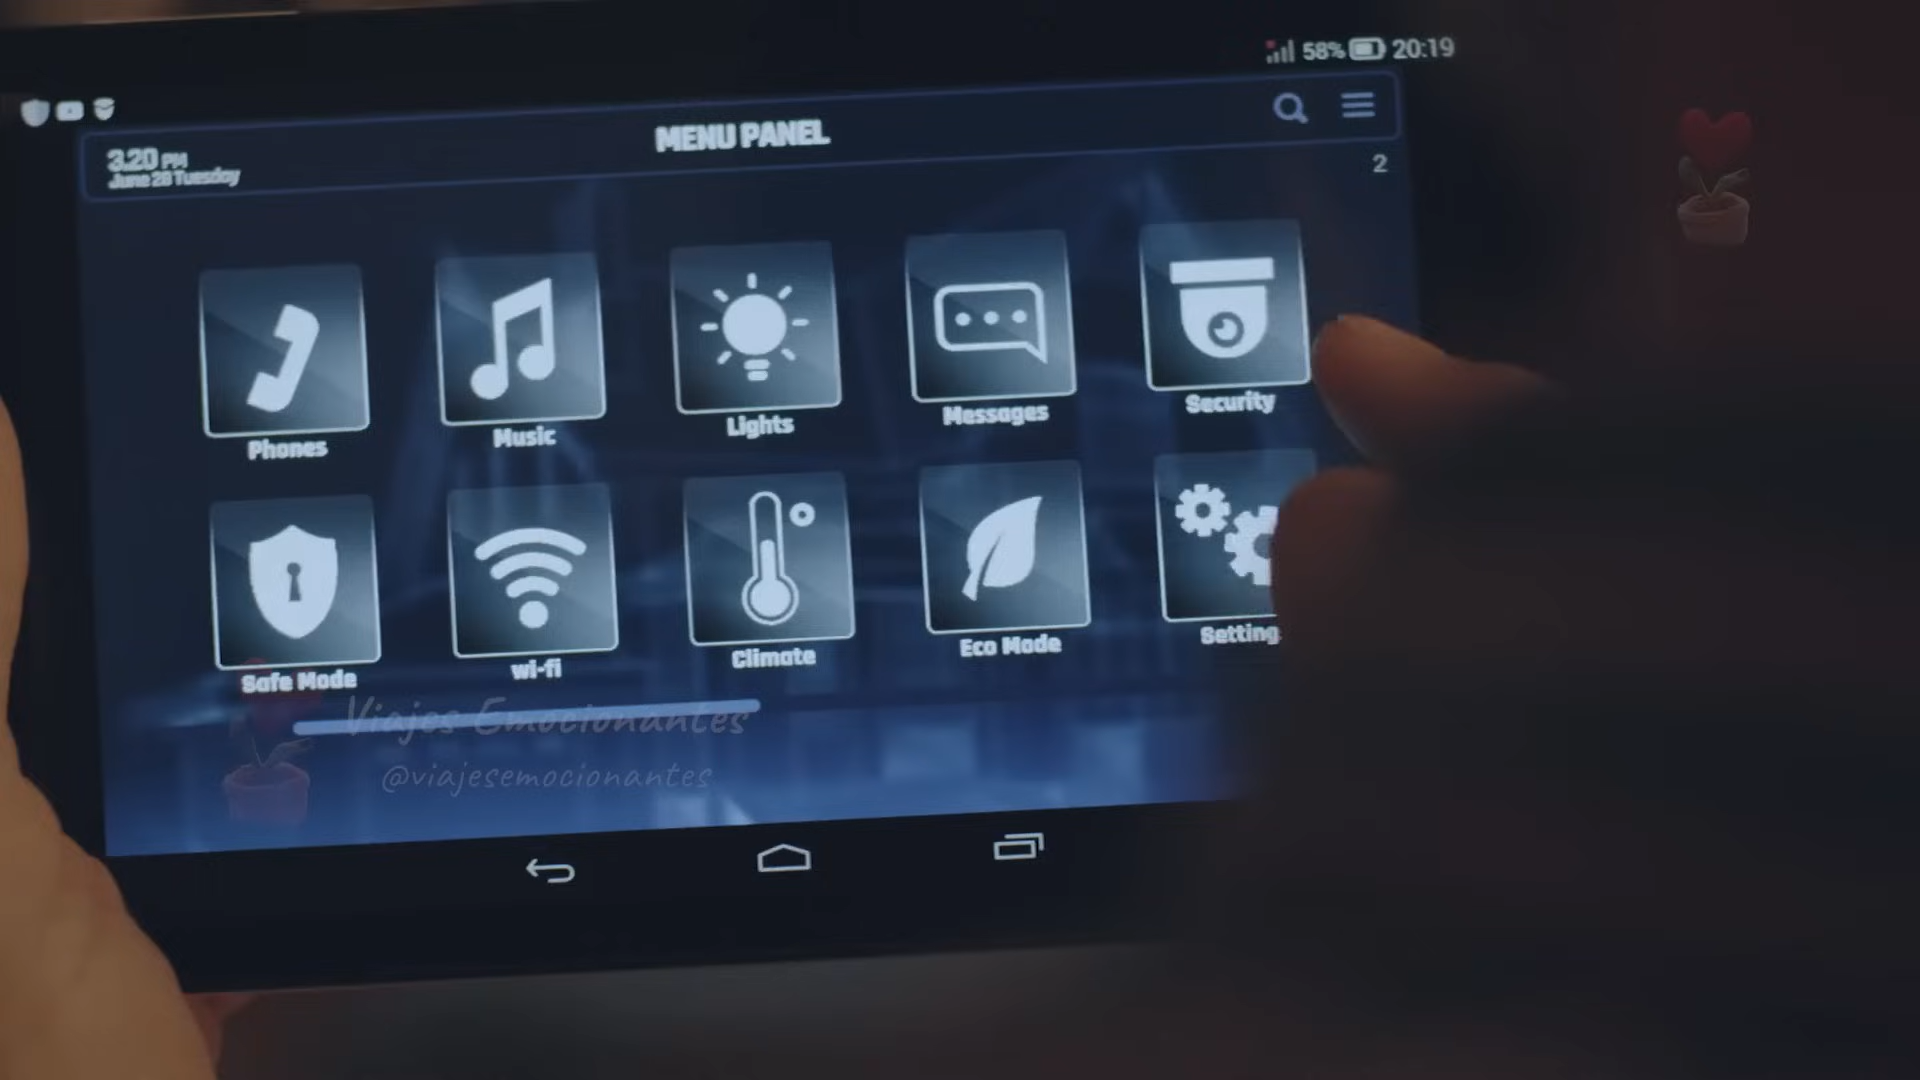 58% 20:19
MENU PANEL
3.20 PM
June 28 Tuesday
2
Phones
Music
Lights
Messages
Security
Safe Mode
wi-fi
Climate
Eco Mode
Setting
Viajes Emocionantes
@viajesemocionantes